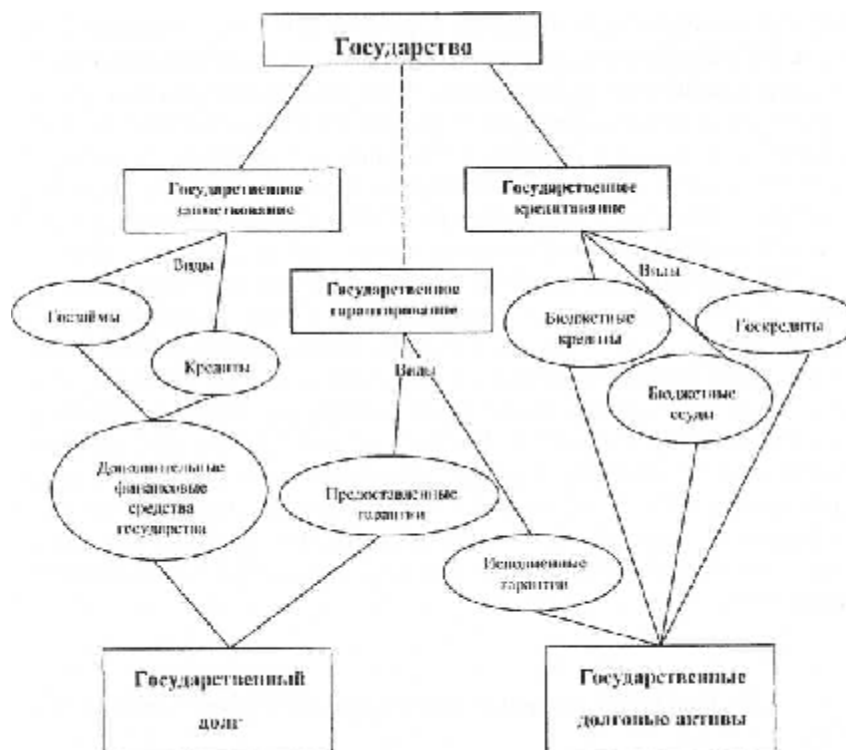 Государство
Государственное
заимствование
Государственное
кредитование
Виды
Виды
Госзаймы
Государственное
гарантирование
Бюджетные
кредиты
Госкредиты
Кредиты
Виды
Бюджетные
ссуды
Дополнительные
финансовые
средства
государства
Предоставленные
гарантии
Исполненные
гарантии
Государственный
долг
Государственные
долговые активы